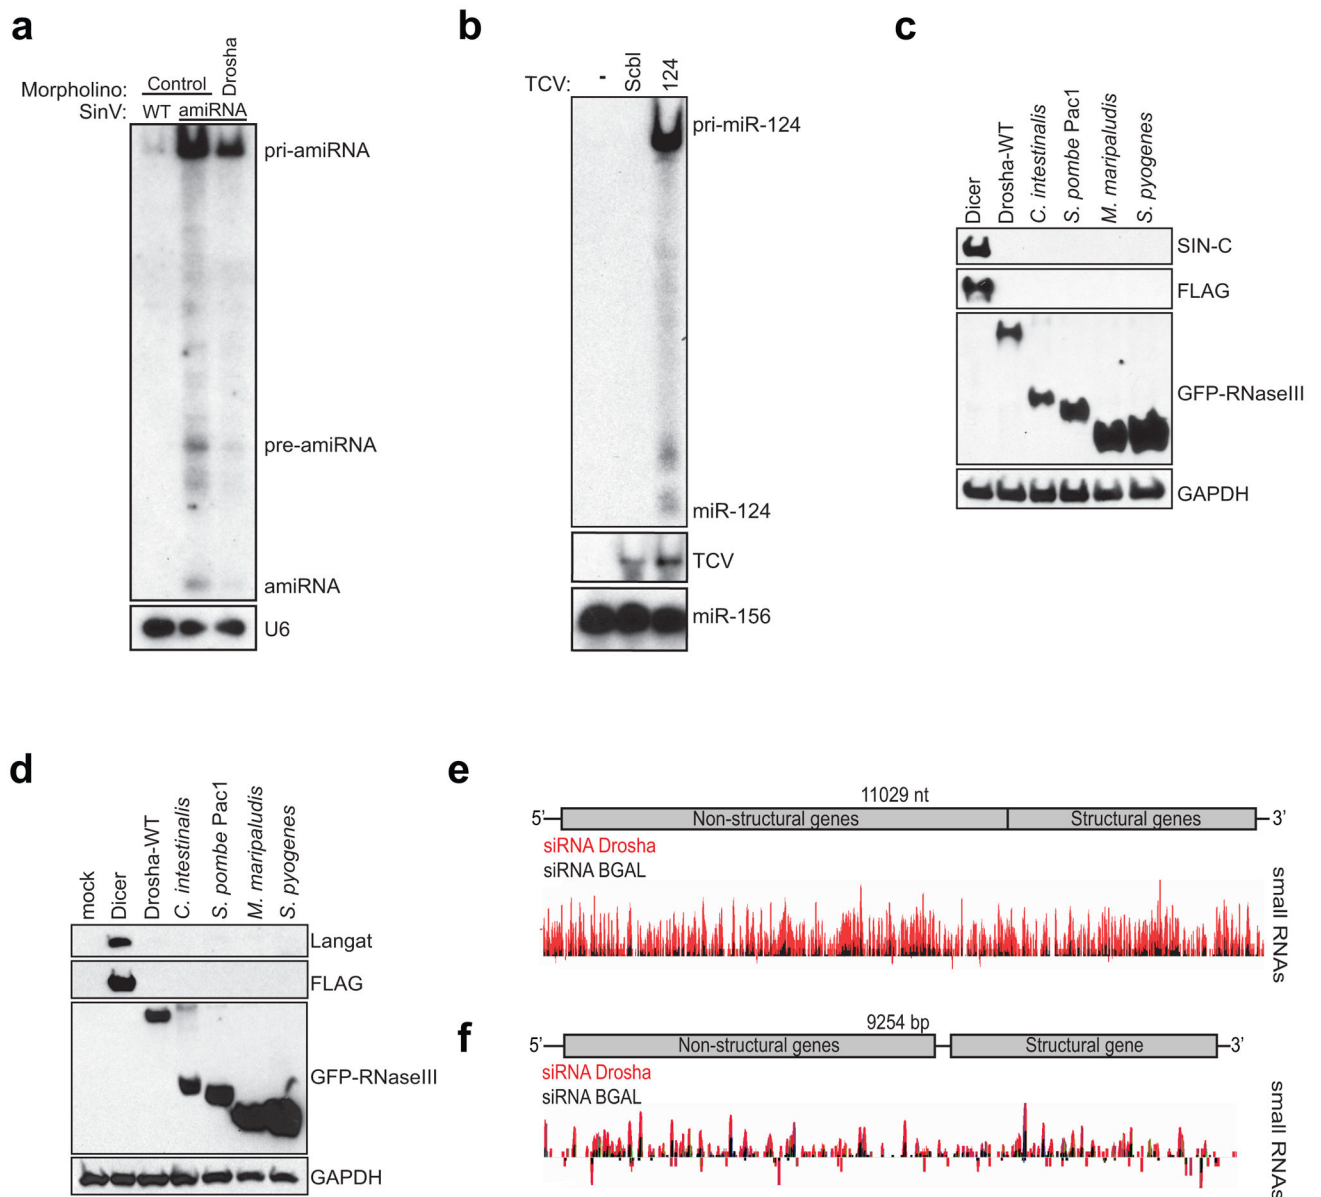 a
Morpholino: Control Drosha
SinV: WT amiRNA
pri-amiRNA
pre-amiRNA
amiRNA
U6
b
TCV: - Scbl 124
pri-miR-124
miR-124
TCV
miR-156
c
Dicer
Drosha-WT
C. intestinalis
S. pombe Pac1
M. maripaludis
S. pyogenes
SIN-C
FLAG
GFP-RNaseIII
GAPDH
d
mock
Dicer
Drosha-WT
C. intestinalis
S. pombe Pac1
M. maripaludis
S. pyogenes
Langat
FLAG
GFP-RNaseIII
GAPDH
e
11029 nt
5’ Non-structural genes Structural genes 3’
siRNA Drosha
siRNA BGAL
small RNAs
f
9254 bp
5’ Non-structural genes Structural gene 3’
siRNA Drosha
siRNA BGAL
small RNAs